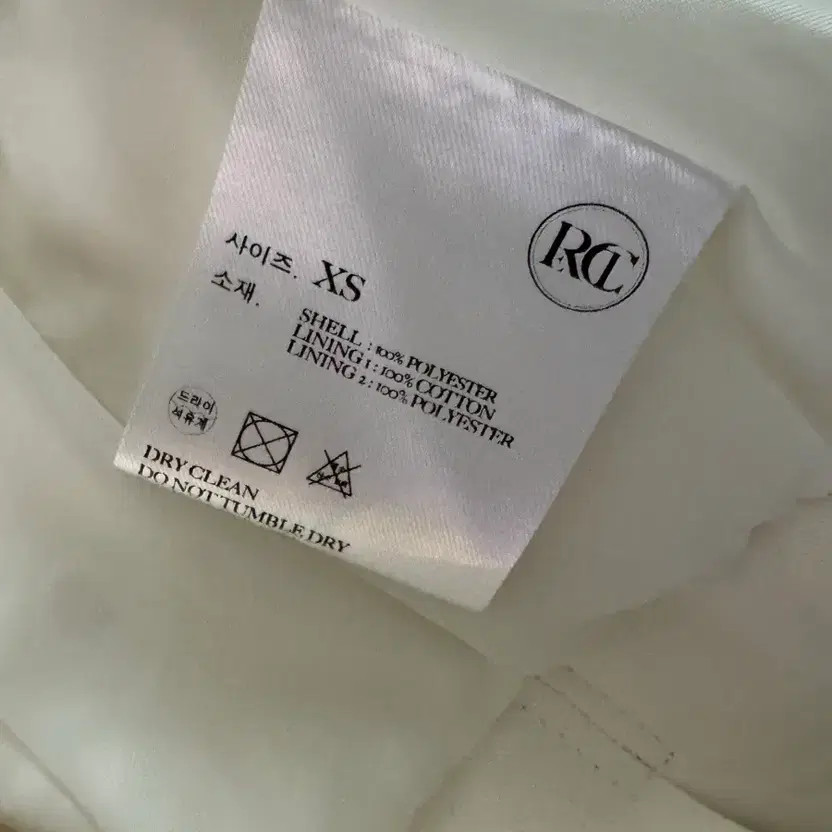 RCT
사이즈. XS
소재.
SHELL : 100% POLYESTER
LINING 1 : 100% COTTON
LINING 2 : 100% POLYESTER
드라이
석유계
DRY CLEAN
DO NOT TUMBLE DRY